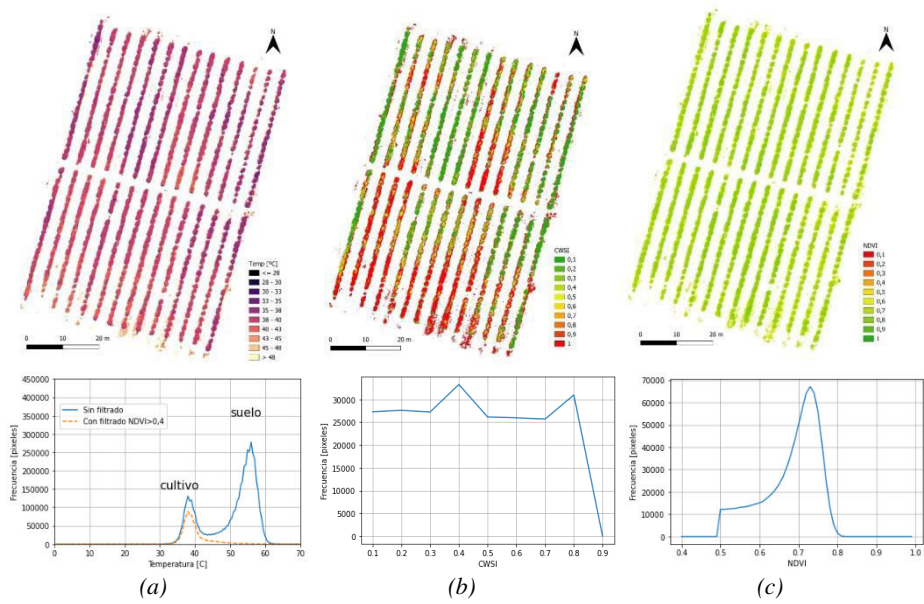 N
Temp [ºC]
<= 28
28 - 30
30 - 33
33 - 35
35 - 38
38 - 40
40 - 43
43 - 45
45 - 48
> 48
0
10
20 m
N
CWSI
0,1
0,2
0,3
0,4
0,5
0,6
0,7
0,8
0,9
1
0
10
20 m
N
NDVI
0,1
0,2
0,3
0,4
0,5
0,6
0,7
0,8
0,9
1
0
10
20 m
450000
400000
350000
300000
250000
200000
150000
100000
50000
0
Frecuencia [pixeles]
Sin filtrado
Con filtrado NDVI>0,4
suelo
cultivo
0 10 20 30 40 50 60 70
Temperatura [C]
(a)
30000
25000
20000
15000
10000
5000
0
Frecuencia [pixeles]
0.1 0.2 0.3 0.4 0.5 0.6 0.7 0.8 0.9
CWSI
(b)
70000
60000
50000
40000
30000
20000
10000
0
Frecuencia [pixeles]
0.4 0.5 0.6 0.7 0.8 0.9 1.0
NDVI
(c)